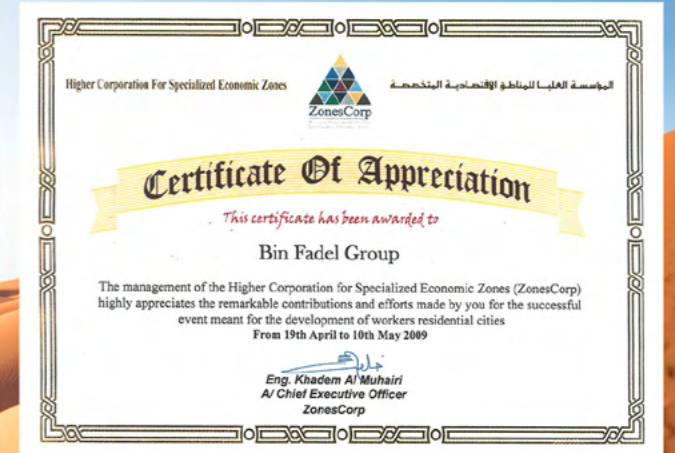 Higher Corporation For Specialized Economic Zones
المؤسسة العليا للمناطق الاقتصادية المتخصصة
ZonesCorp
Certificate Of Appreciation
This certificate has been awarded to
Bin Fadel Group
The management of the Higher Corporation for Specialized Economic Zones (ZonesCorp)
highly appreciates the remarkable contributions and efforts made by you for the successful
event meant for the development of workers residential cities
From 19th April to 10th May 2009
Eng. Khadem Al Muhairi
A/ Chief Executive Officer
ZonesCorp